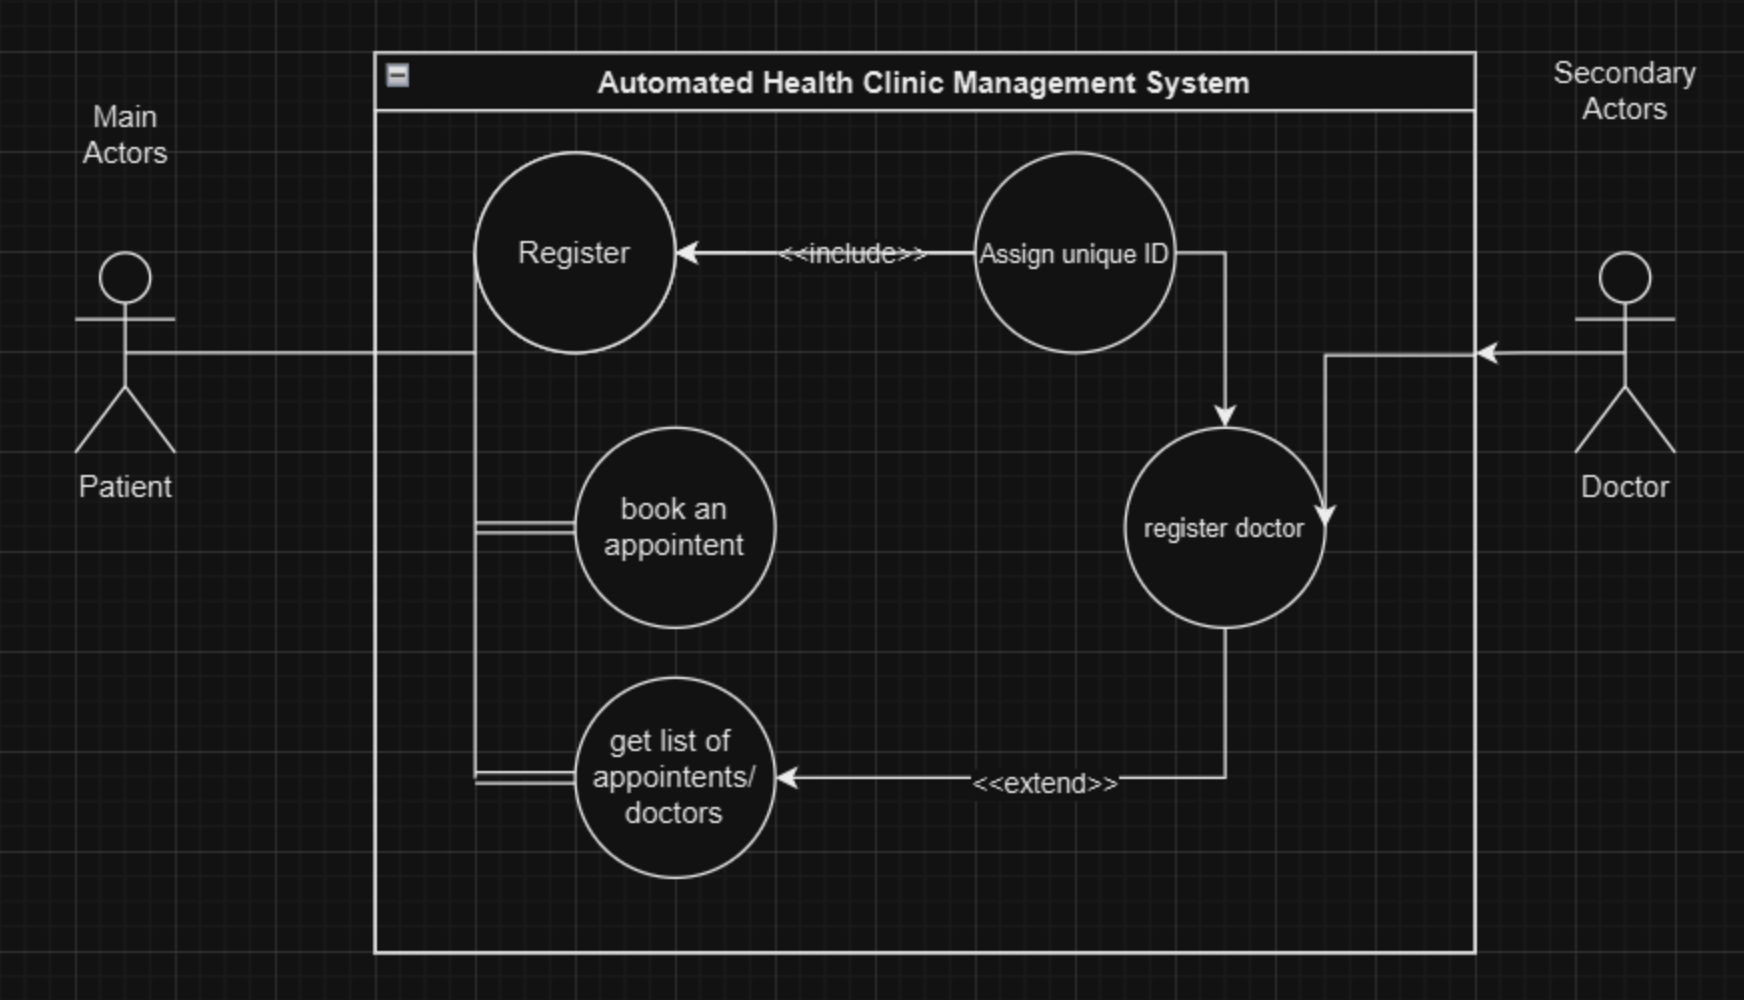 Automated Health Clinic Management System
Main
Actors
Secondary
Actors
Register
<<include>>
Assign unique ID
Patient
Doctor
book an
appointent
register doctor
get list of
appointents/
doctors
<<extend>>